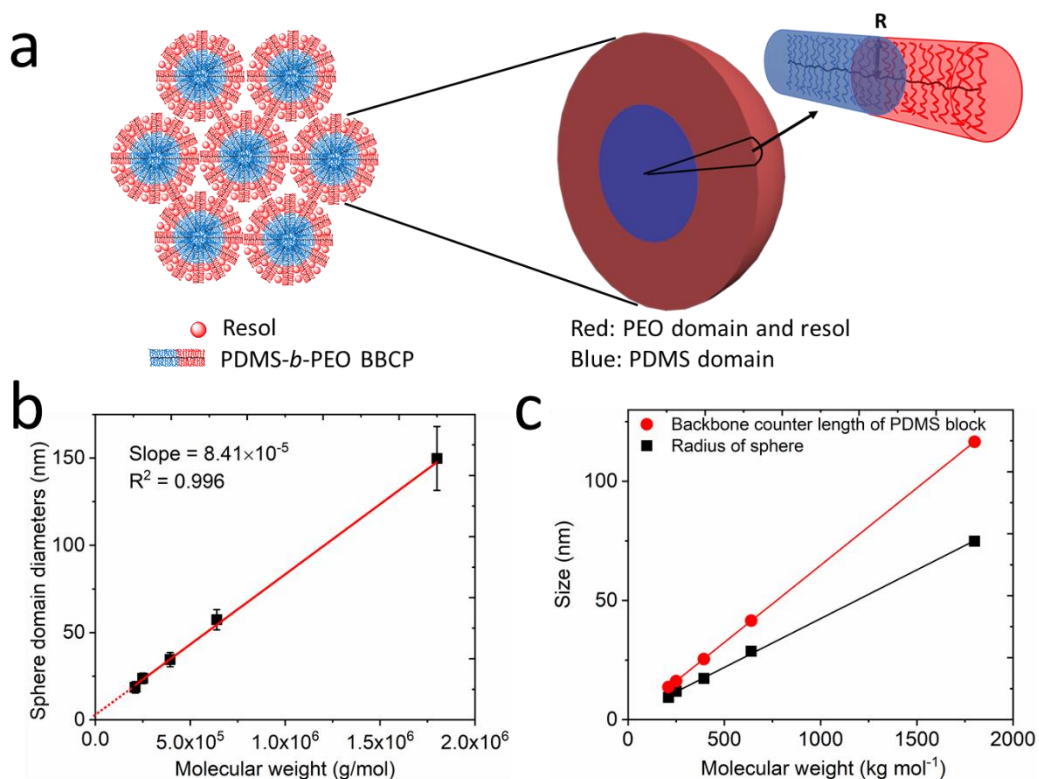 a
R
Resol
PDMS-b-PEO BBCP
Red: PEO domain and resol
Blue: PDMS domain
b
Slope = 8.41×10⁻⁵
R² = 0.996
Sphere domain diameters (nm)
150
100
50
0
0.0
5.0x10⁵
1.0x10⁶
1.5x10⁶
2.0x10⁶
Molecular weight (g/mol)
c
Backbone counter length of PDMS block
Radius of sphere
Size (nm)
100
50
0
0
500
1000
1500
2000
Molecular weight (kg mol⁻¹)